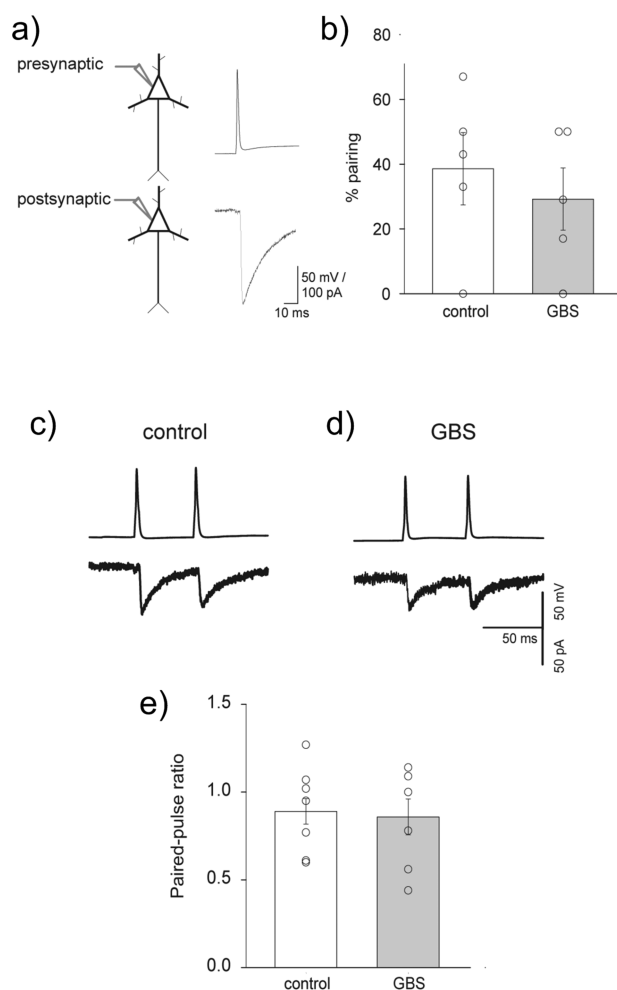 a)
presynaptic
postsynaptic
50 mV /
100 pA
10 ms
b)
80
60
40
20
0
% pairing
control
GBS
c)
control
d)
GBS
50 mV
50 ms
50 pA
e)
1.5
1.0
0.5
0.0
Paired-pulse ratio
control
GBS